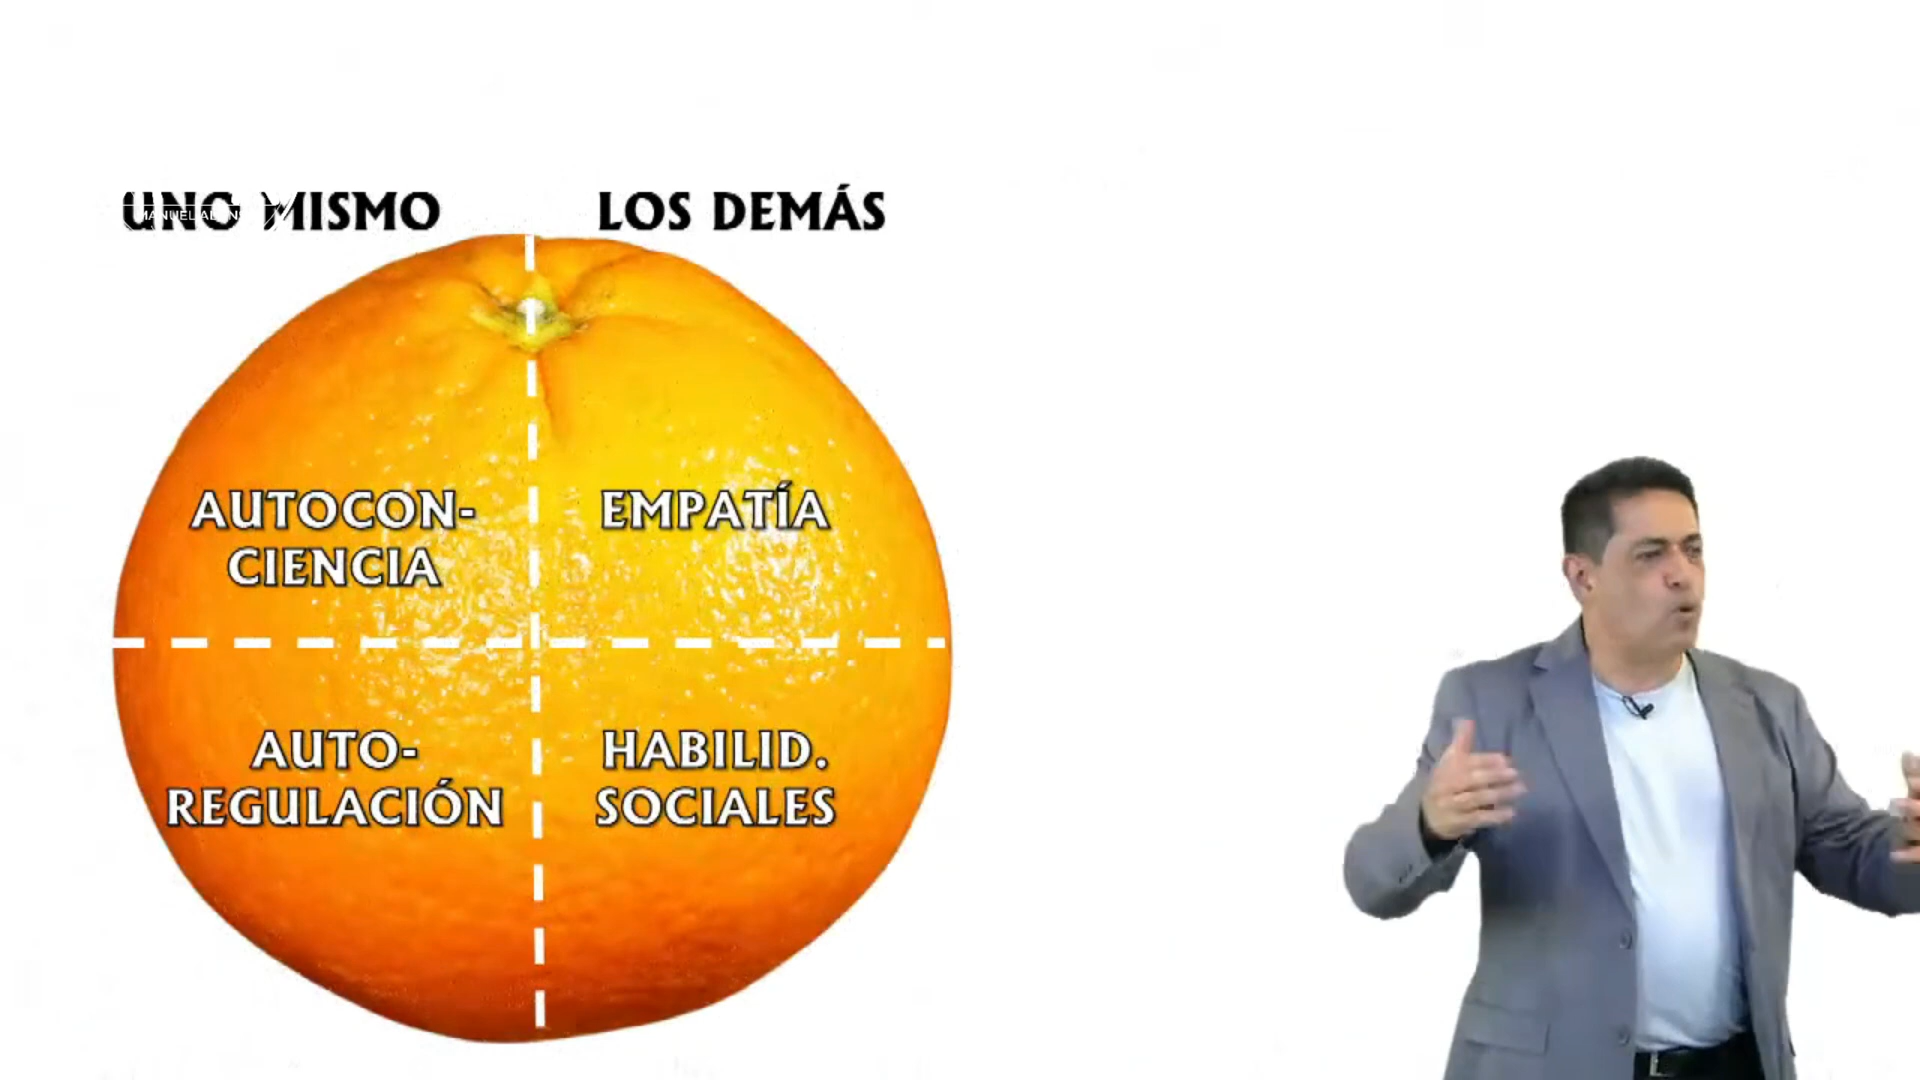 UNO MISMO
LOS DEMÁS
AUTOCON-
CIENCIA
EMPATÍA
AUTO-
REGULACIÓN
HABILID.
SOCIALES